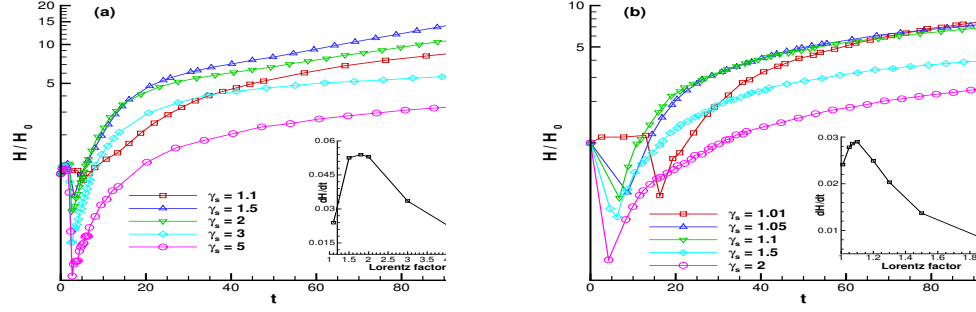 (a)
20
15
10
5
H / H₀
0
20
40
60
80
t
γₛ = 1.1
γₛ = 1.5
γₛ = 2
γₛ = 3
γₛ = 5
0.060
0.045
0.030
0.015
dH/dt
1
1.5
2
2.5
3
3.5
4
Lorentz factor
(b)
5
H / H₀
0
20
40
60
80
t
γₛ = 1.01
γₛ = 1.05
γₛ = 1.1
γₛ = 1.5
γₛ = 2
0.03
0.02
0.01
dH/dt
1
1.2
1.4
1.6
1.8
Lorentz factor